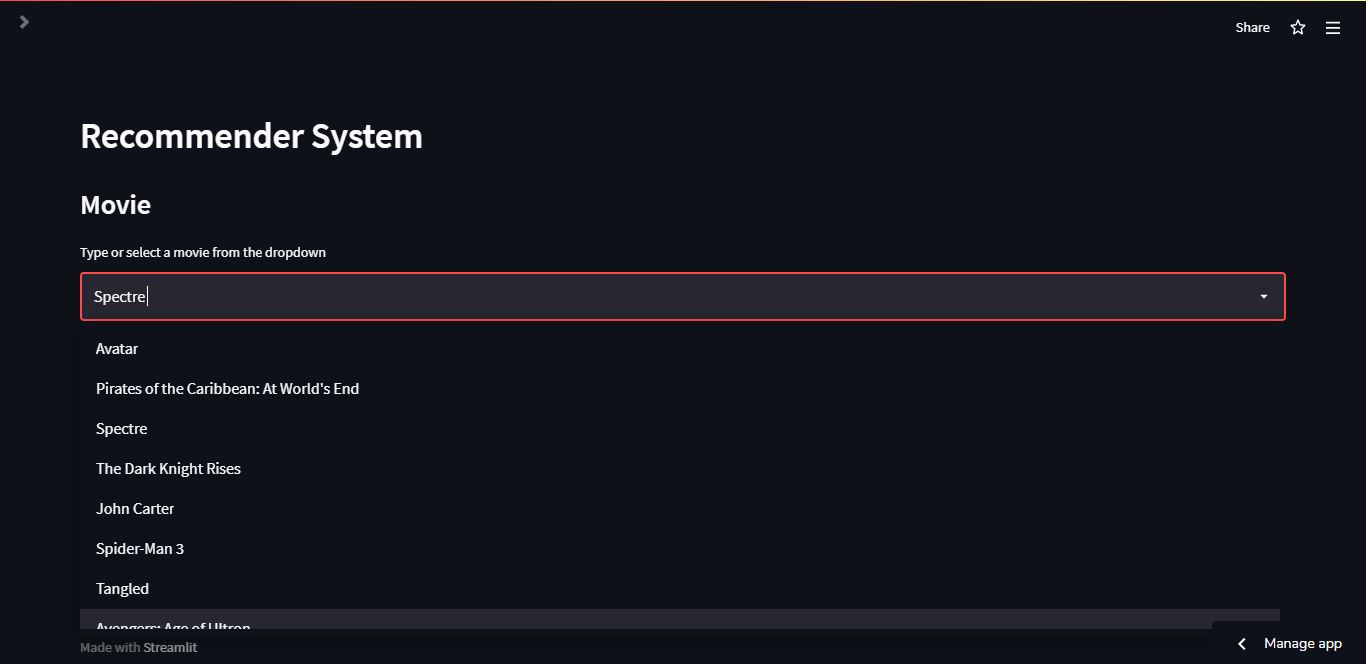 Share
Recommender System
Movie
Type or select a movie from the dropdown
Spectre
Avatar
Pirates of the Caribbean: At World's End
Spectre
The Dark Knight Rises
John Carter
Spider-Man 3
Tangled
Avengers: Age of Ultron
Made with Streamlit
Manage app